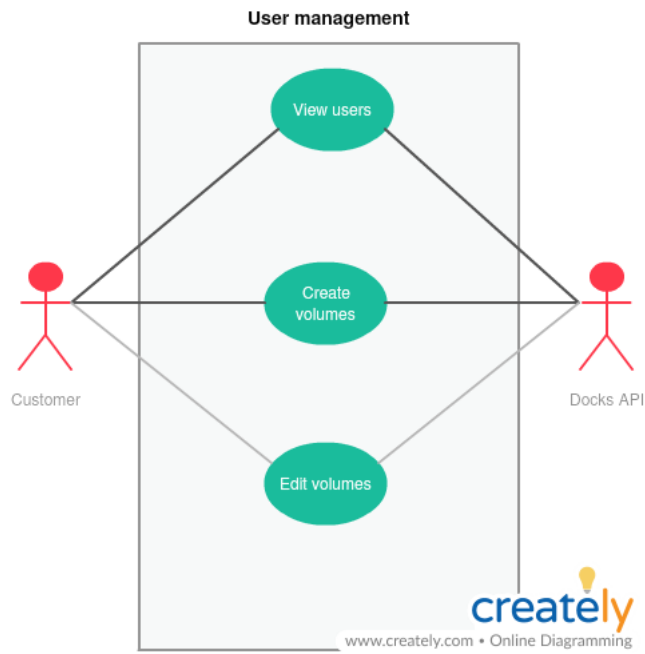 User management
View users
Create
volumes
Customer
Docks API
Edit volumes
creately
www.creately.com • Online Diagramming